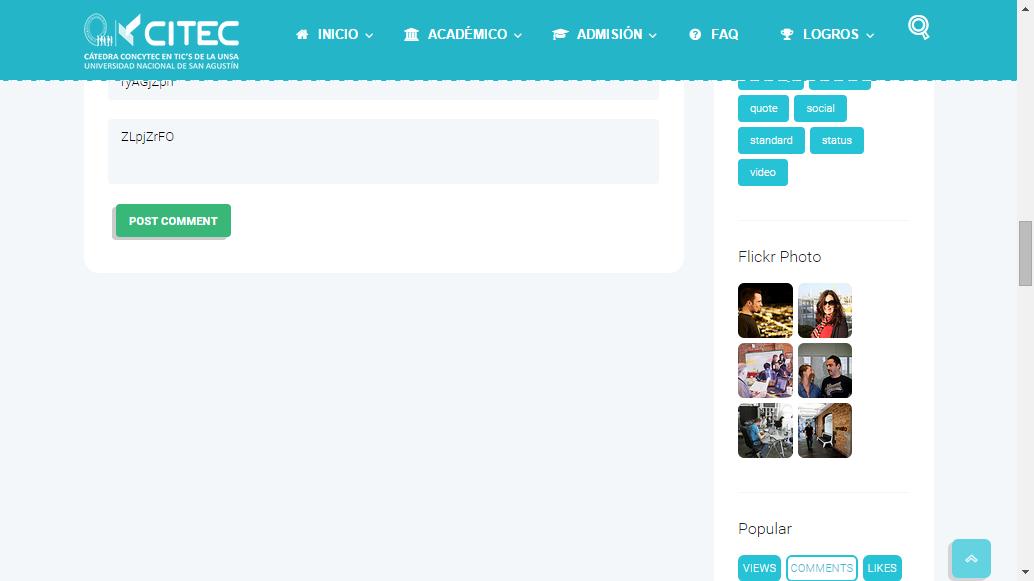 CITEC
CÁTEDRA CONCYTEC EN TIC'S DE LA UNSA
UNIVERSIDAD NACIONAL DE SAN AGUSTÍN
INICIO
ACADÉMICO
ADMISIÓN
FAQ
LOGROS
ZLpjZrFO
POST COMMENT
quote
social
standard
status
video
Flickr Photo
Popular
VIEWS
COMMENTS
LIKES